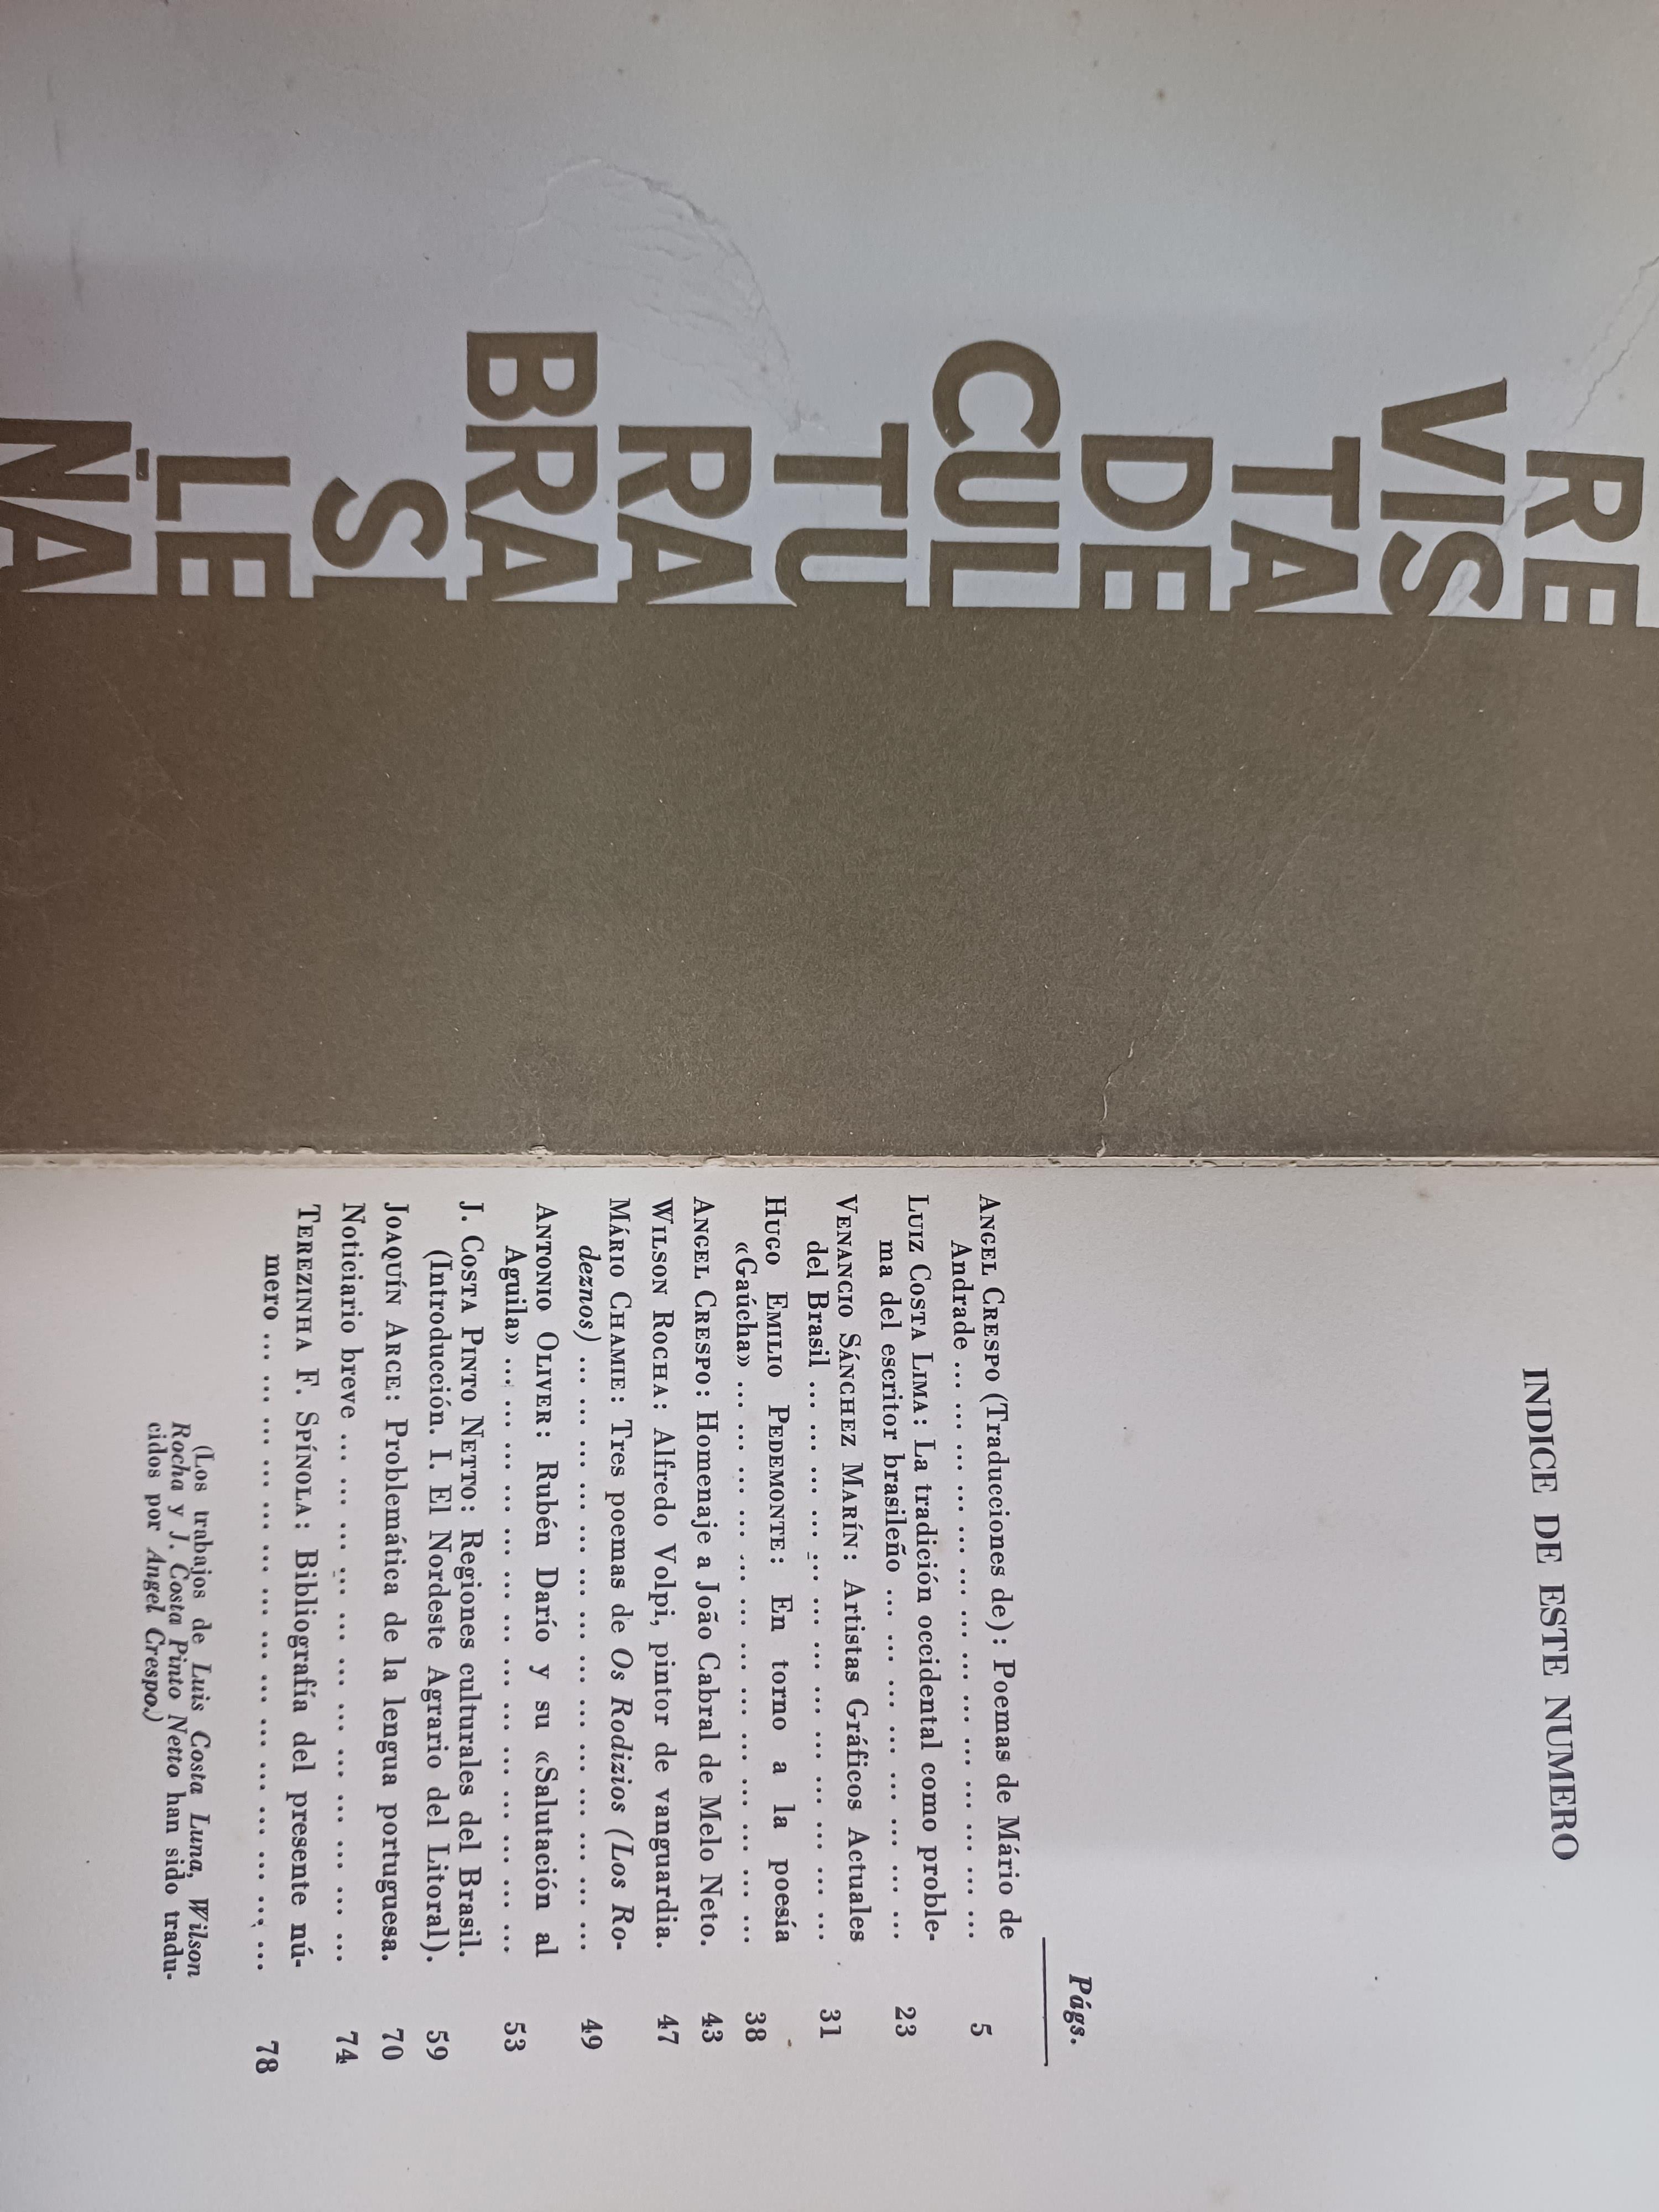 RE
VIS
TA
DE
CUL
TU
RA
BRA
SI
LE
ÑA
INDICE DE ESTE NUMERO
Págs.
ANGEL CRESPO (Traducciones de): Poemas de Mário de
Andrade ... ... ... ... ... ... ... ... ... ... ... ... ... ... 5
LUIZ COSTA LIMA: La tradición occidental como proble-
ma del escritor brasileño ... ... ... ... ... ... ... ... 23
VENANCIO SÁNCHEZ MARÍN: Artistas Gráficos Actuales
del Brasil ... ... ... ... ... ... ... ... ... ... ... ... ... 31
HUGO EMILIO PEDEMONTE: En torno a la poesía
«Gaúcha» ... ... ... ... ... ... ... ... ... ... ... ... ... 38
ANGEL CRESPO: Homenaje a João Cabral de Melo Neto. 43
WILSON ROCHA: Alfredo Volpi, pintor de vanguardia. 47
MÁRIO CHAMIE: Tres poemas de Os Rodizios (Los Ro-
deznos) ... ... ... ... ... ... ... ... ... ... ... ... ... ... 49
ANTONIO OLIVER: Rubén Darío y su «Salutación al
Aguila» ... ... ... ... ... ... ... ... ... ... ... ... ... ... 53
J. COSTA PINTO NETTO: Regiones culturales del Brasil.
(Introducción. I. El Nordeste Agrario del Litoral). 59
JOAQUÍN ARCE: Problemática de la lengua portuguesa. 70
Noticiario breve ... ... ... ... ... ... ... ... ... ... ... ... 74
TEREZINHA F. SPÍNOLA: Bibliografía del presente nú-
mero ... ... ... ... ... ... ... ... ... ... ... ... ... ... ... 78
(Los trabajos de Luis Costa Luna, Wilson
Rocha y J. Costa Pinto Netto han sido tradu-
cidos por Angel Crespo.)